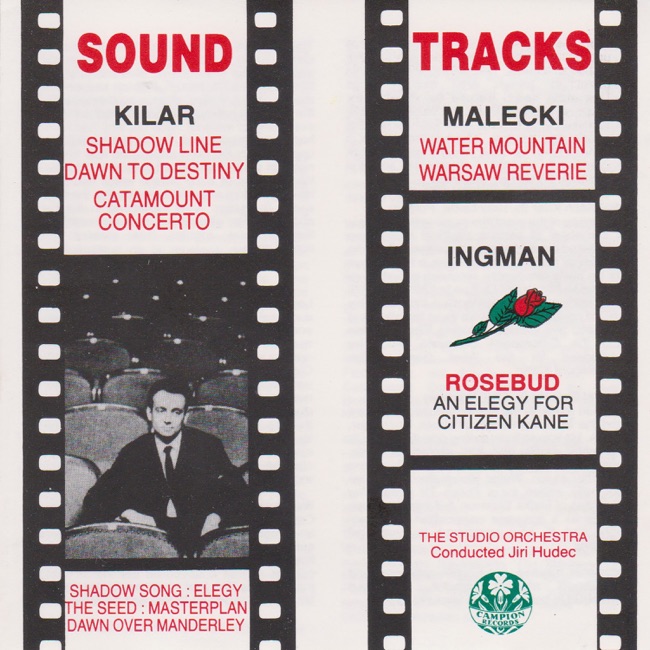 SOUND
TRACKS
KILAR
SHADOW LINE
DAWN TO DESTINY
CATAMOUNT
CONCERTO
SHADOW SONG : ELEGY
THE SEED : MASTERPLAN
DAWN OVER MANDERLEY
MALECKI
WATER MOUNTAIN
WARSAW REVERIE
INGMAN
ROSEBUD
AN ELEGY FOR
CITIZEN KANE
THE STUDIO ORCHESTRA
Conducted Jiri Hudec
CAMPION
RECORDS